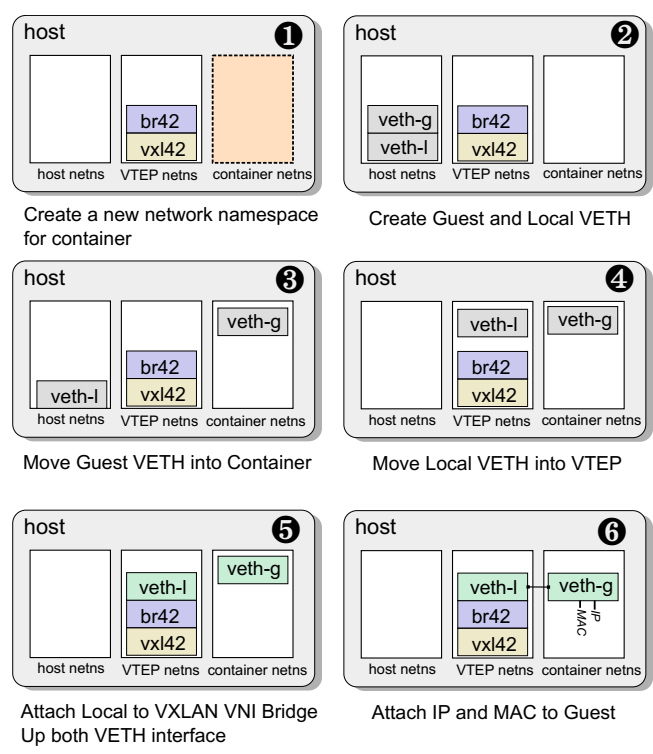 host ❶
br42
vxl42
host netns VTEP netns container netns
Create a new network namespace
for container
host ❷
veth-g br42
veth-l vxl42
host netns VTEP netns container netns
Create Guest and Local VETH
host ❸
veth-g
br42
veth-l vxl42
host netns VTEP netns container netns
Move Guest VETH into Container
host ❹
veth-l veth-g
br42
vxl42
host netns VTEP netns container netns
Move Local VETH into VTEP
host ❺
veth-g
veth-l
br42
vxl42
host netns VTEP netns container netns
Attach Local to VXLAN VNI Bridge
Up both VETH interface
host ❻
veth-l veth-g
br42 MAC IP
vxl42
host netns VTEP netns container netns
Attach IP and MAC to Guest